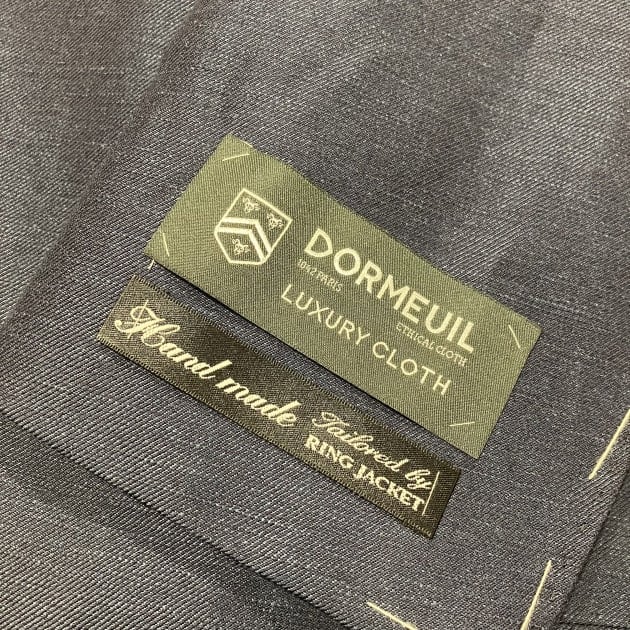 DORMEUIL
1842 PARIS
ETHICAL CLOTH
LUXURY CLOTH
Hand made
Tailored by
RING JACKET